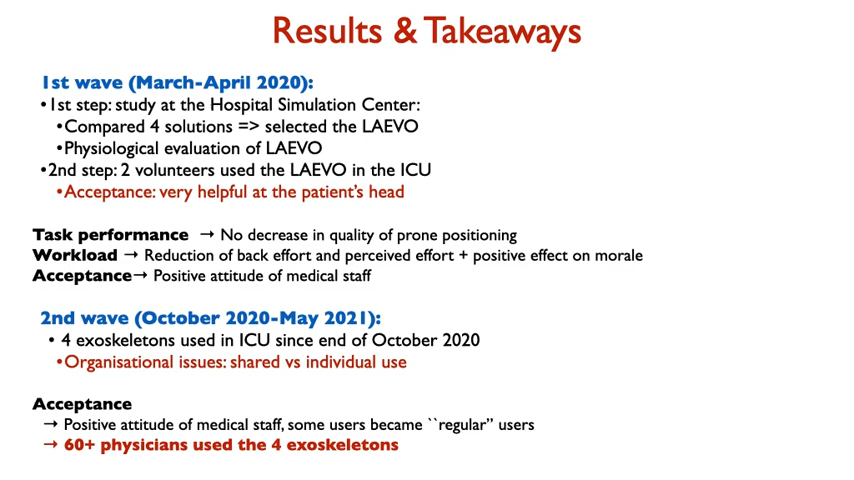 Results & Takeaways
1st wave (March-April 2020):
•1st step: study at the Hospital Simulation Center:
•Compared 4 solutions => selected the LAEVO
•Physiological evaluation of LAEVO
•2nd step: 2 volunteers used the LAEVO in the ICU
•Acceptance: very helpful at the patient's head
Task performance → No decrease in quality of prone positioning
Workload → Reduction of back effort and perceived effort + positive effect on morale
Acceptance→ Positive attitude of medical staff
2nd wave (October 2020-May 2021):
• 4 exoskeletons used in ICU since end of October 2020
•Organisational issues: shared vs individual use
Acceptance
→ Positive attitude of medical staff, some users became ``regular” users
→ 60+ physicians used the 4 exoskeletons